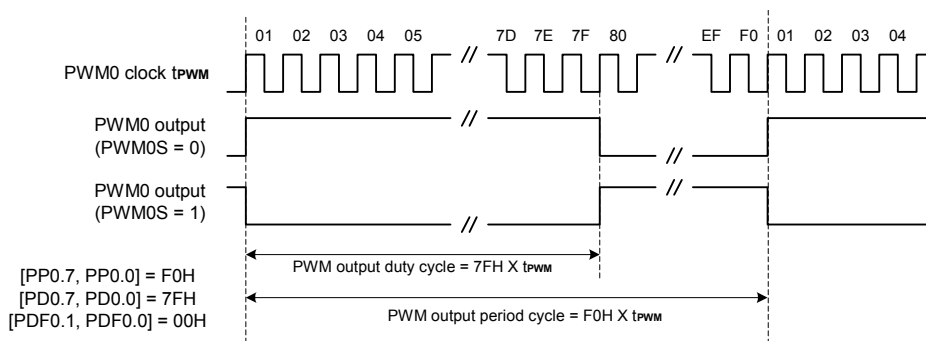 01 02 03 04 05 // 7D 7E 7F 80 // EF F0 01 02 03 04
PWM0 clock tPWM
PWM0 output
(PWM0S = 0)
// //
PWM0 output
(PWM0S = 1)
// //
PWM output duty cycle = 7FH X tPWM
[PP0.7, PP0.0] = F0H
[PD0.7, PD0.0] = 7FH
[PDF0.1, PDF0.0] = 00H
PWM output period cycle = F0H X tPWM